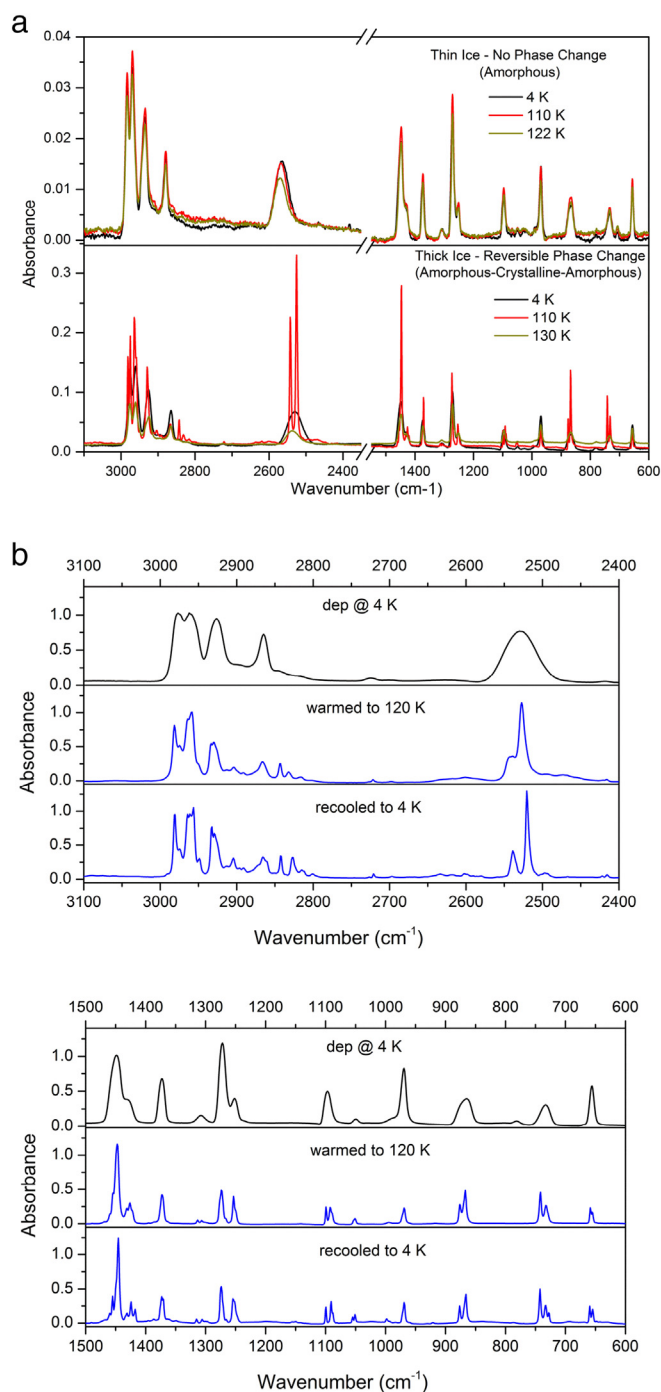 a
Thin Ice - No Phase Change
(Amorphous)
4 K
110 K
122 K
0.04
0.03
0.02
0.01
0.00
Absorbance
Thick Ice - Reversible Phase Change
(Amorphous-Crystalline-Amorphous)
4 K
110 K
130 K
0.3
0.2
0.1
0.0
3000 2800 2600 2400 1400 1200 1000 800 600
Wavenumber (cm-1)
b
3100 3000 2900 2800 2700 2600 2500 2400
dep @ 4 K
1.0
0.5
0.0
warmed to 120 K
1.0
0.5
0.0
Absorbance
recooled to 4 K
1.0
0.5
0.0
3100 3000 2900 2800 2700 2600 2500 2400
Wavenumber (cm⁻¹)
1500 1400 1300 1200 1100 1000 900 800 700 600
dep @ 4 K
1.0
0.5
0.0
warmed to 120 K
1.0
0.5
0.0
Absorbance
recooled to 4 K
1.0
0.5
0.0
1500 1400 1300 1200 1100 1000 900 800 700 600
Wavenumber (cm⁻¹)